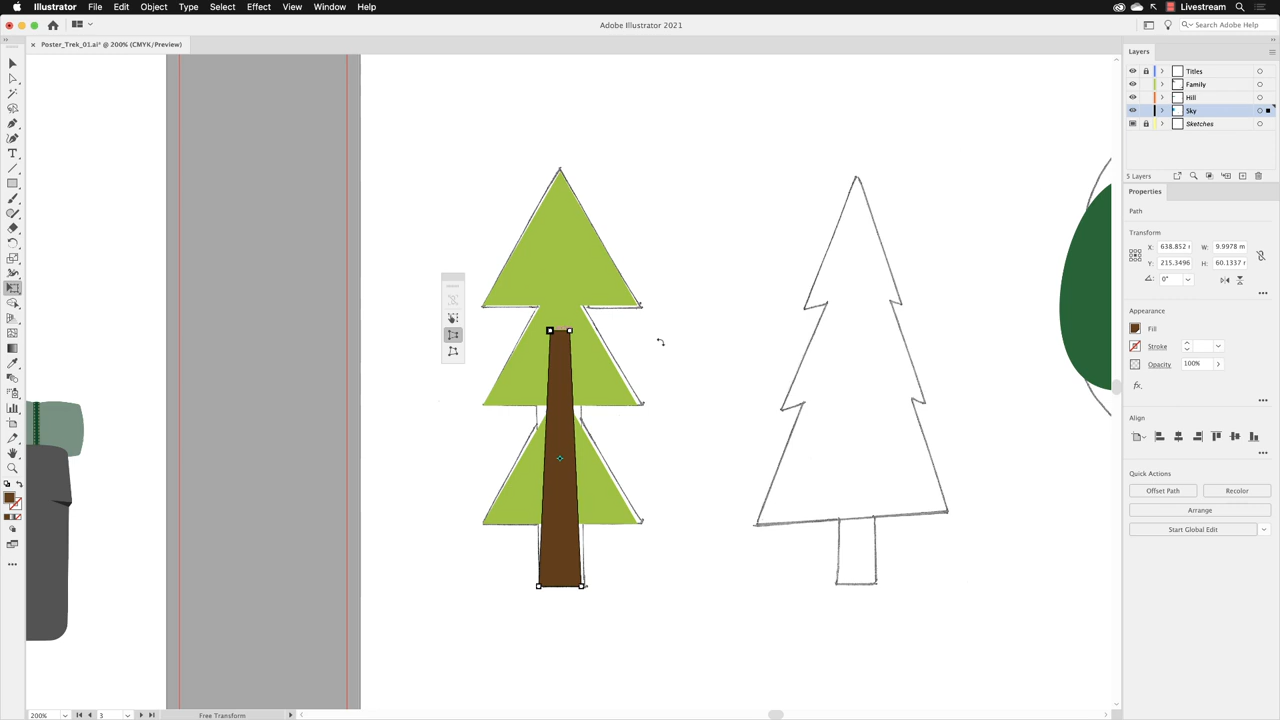 Illustrator File Edit Object Type Select Effect View Window Help Livestream
Adobe Illustrator 2021 Search Adobe Help
× Poster_Trek_01.ai* @ 200% (CMYK/Preview)
Layers
Titles
Family
Hill
Sky
Sketches
5 Layers
Properties
Path
Transform
X: 638.852 W: 9.9978 m
Y: 215.3496 H: 60.1337
0°
Appearance
Fill
Stroke
Opacity 100%
fx.
Align
Quick Actions
Offset Path Recolor
Arrange
Start Global Edit
200% 3 Free Transform